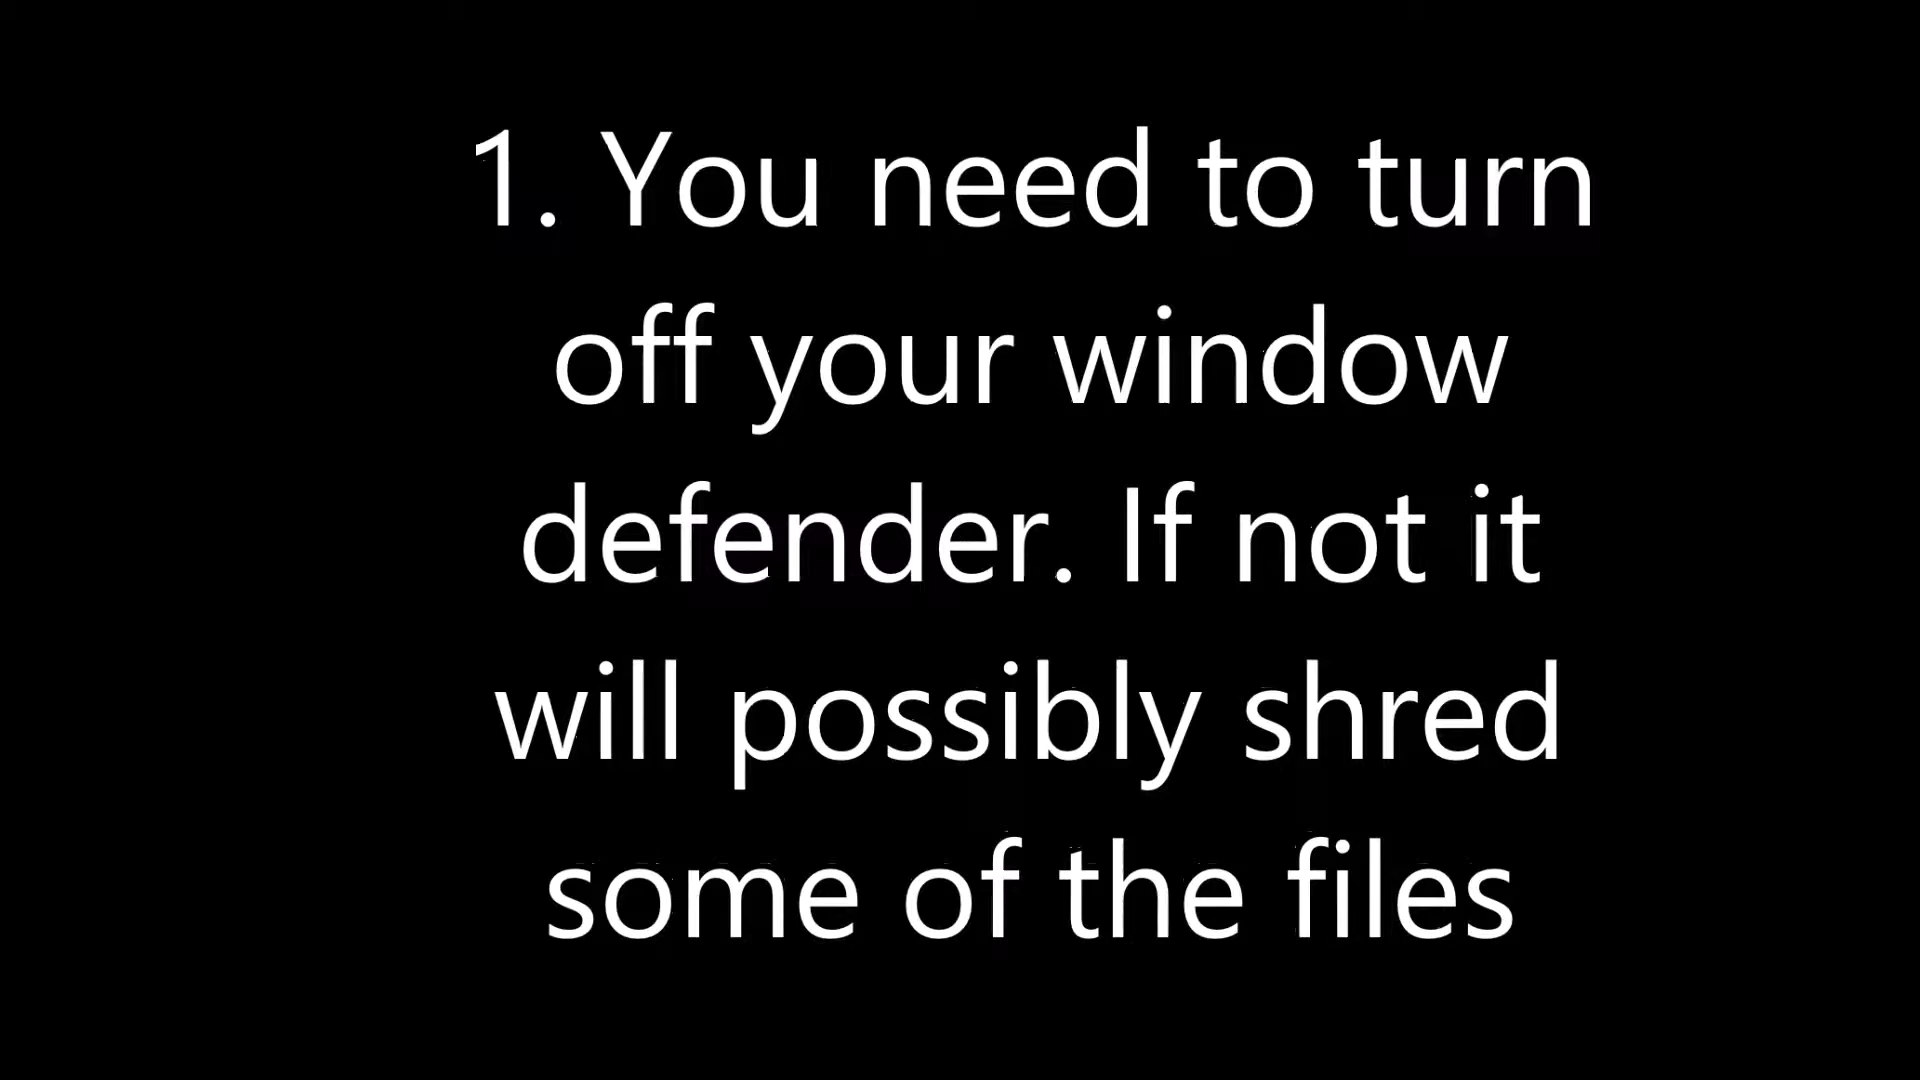 1. You need to turn
off your window
defender. If not it
will possibly shred
some of the files